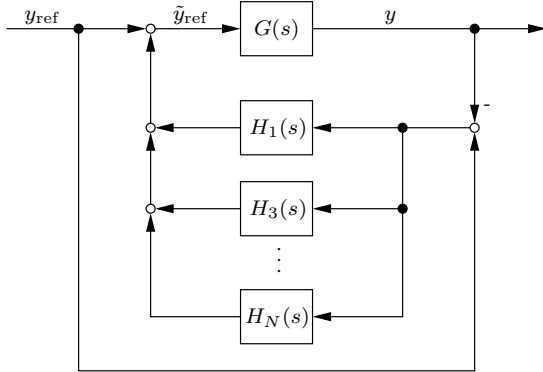 y_ref ỹ_ref G(s) y
-
H_1(s)
H_3(s)
⋮
H_N(s)